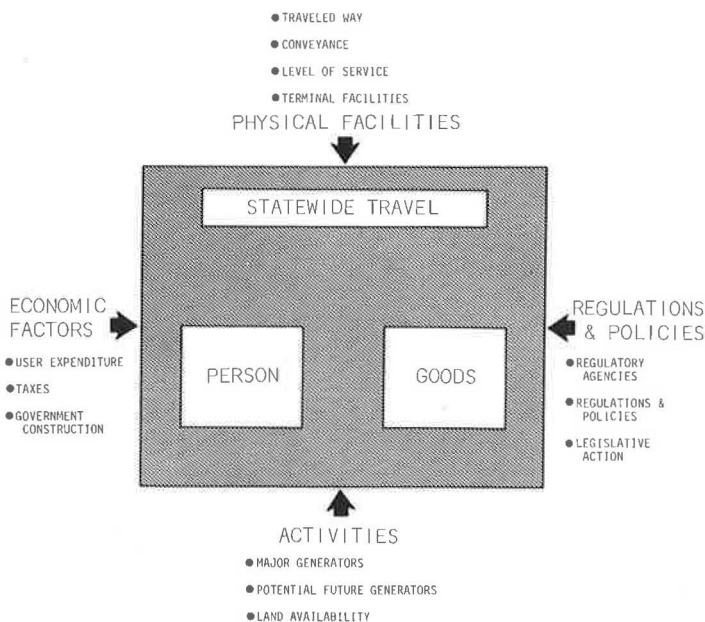 ● TRAVELED WAY
● CONVEYANCE
● LEVEL OF SERVICE
● TERMINAL FACILITIES
PHYSICAL FACILITIES
STATEWIDE TRAVEL
ECONOMIC
FACTORS
● USER EXPENDITURE
● TAXES
● GOVERNMENT
CONSTRUCTION
PERSON
GOODS
REGULATIONS
& POLICIES
● REGULATORY
AGENCIES
● REGULATIONS &
POLICIES
● LEGISLATIVE
ACTION
ACTIVITIES
● MAJOR GENERATORS
● POTENTIAL FUTURE GENERATORS
● LAND AVAILABILITY